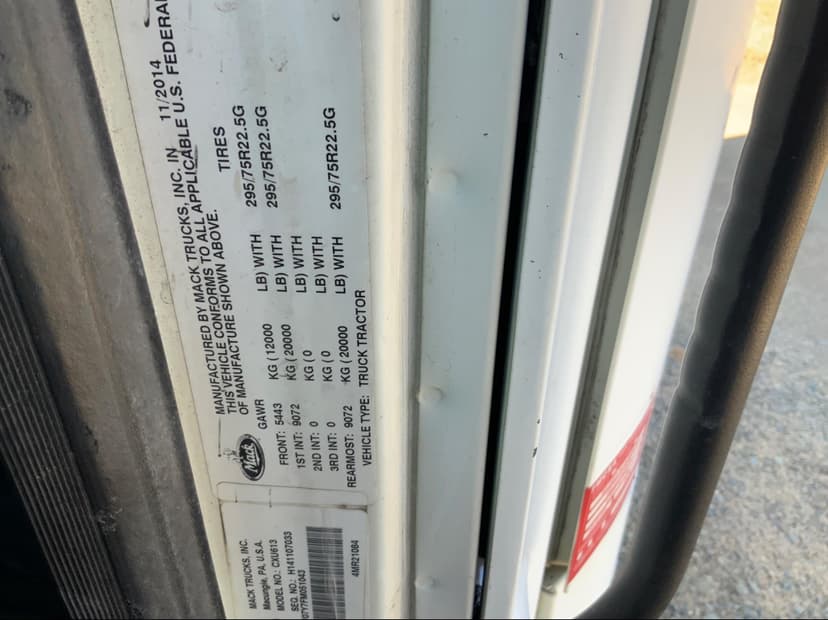 MACK TRUCKS, INC.
Macungie, PA, U.S.A.
MODEL NO.: CXU613
SEQ. NO.: H141107033
4MR21084
Mack
MANUFACTURED BY MACK TRUCKS, INC. IN 11/2014
THIS VEHICLE CONFORMS TO ALL APPLICABLE U.S. FEDERAL
OF MANUFACTURE SHOWN ABOVE.
GAWR TIRES
FRONT: 5443 KG ( 12000 LB) WITH 295/75R22.5G
1ST INT: 9072 KG ( 20000 LB) WITH 295/75R22.5G
2ND INT: 0 KG ( 0 LB) WITH
3RD INT: 0 KG ( 0 LB) WITH
REARMOST: 9072 KG ( 20000 LB) WITH 295/75R22.5G
VEHICLE TYPE: TRUCK TRACTOR